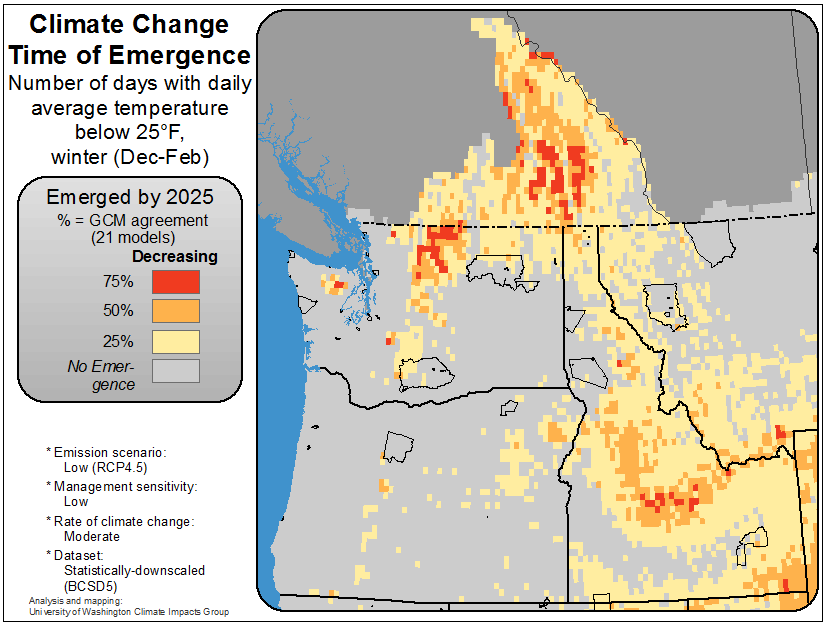 Climate Change
Time of Emergence
Number of days with daily
average temperature
below 25°F,
winter (Dec-Feb)
Emerged by 2025
% = GCM agreement
(21 models)
Decreasing
75%
50%
25%
No Emer-
gence
* Emission scenario:
Low (RCP4.5)
* Management sensitivity:
Low
* Rate of climate change:
Moderate
* Dataset:
Statistically-downscaled
(BCSD5)
Analysis and mapping:
University of Washington Climate Impacts Group